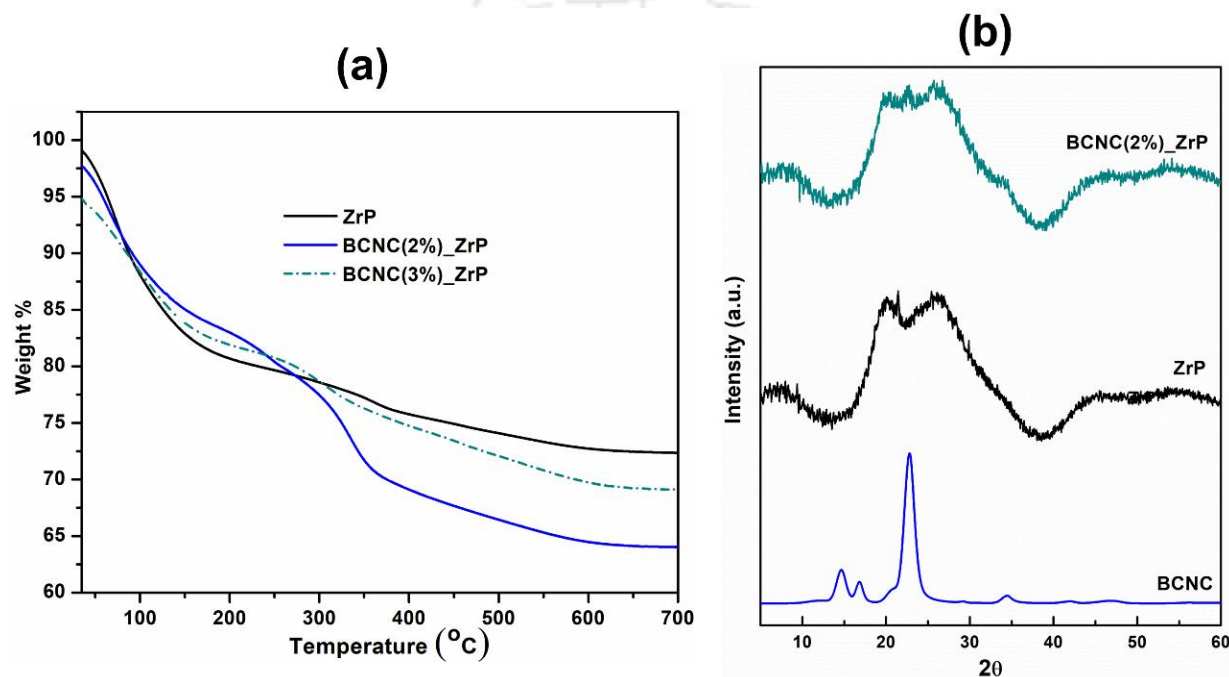 (a)
100
95
90
85
80
75
70
65
60
Weight %
ZrP
BCNC(2%)_ZrP
BCNC(3%)_ZrP
100
200
300
400
500
600
700
Temperature (°C)
(b)
Intensity (a.u.)
BCNC(2%)_ZrP
ZrP
BCNC
10
20
30
40
50
60
2θ